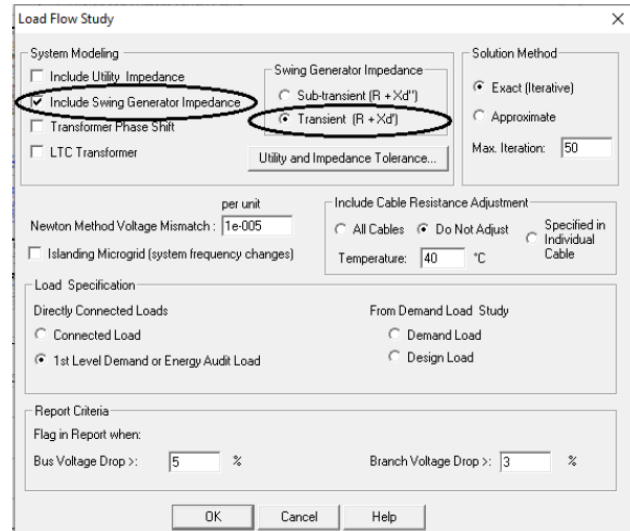 Load Flow Study
System Modeling
Include Utility Impedance
Include Swing Generator Impedance
Transformer Phase Shift
LTC Transformer
Swing Generator Impedance
Sub-transient (R + Xd")
Transient (R + Xd')
Utility and Impedance Tolerance...
Solution Method
Exact (Iterative)
Approximate
Max. Iteration: 50
per unit
Newton Method Voltage Mismatch : 1e-005
Islanding Microgrid (system frequency changes)
Include Cable Resistance Adjustment
All Cables Do Not Adjust Specified in
Individual
Cable
Temperature: 40 °C
Load Specification
Directly Connected Loads
Connected Load
1st Level Demand or Energy Audit Load
From Demand Load Study
Demand Load
Design Load
Report Criteria
Flag in Report when:
Bus Voltage Drop >: 5 %
Branch Voltage Drop >: 3 %
OK Cancel Help